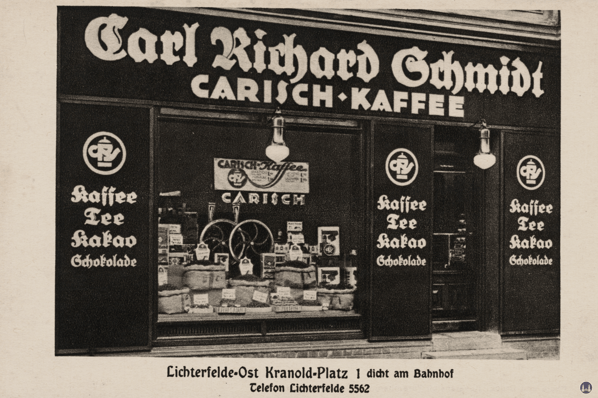 Carl Richard Schmidt
CARISCH-KAFFEE
CARISCH-Kaffee
CARISCH
Kaffee
Tee
Kakao
Schokolade
Kaffee
Tee
Kakao
Schokolade
Kaffee
Tee
Kakao
Schokolade
Lichterfelde-Ost Kranold-Platz 1 dicht am Bahnhof
Telefon Lichterfelde 5562